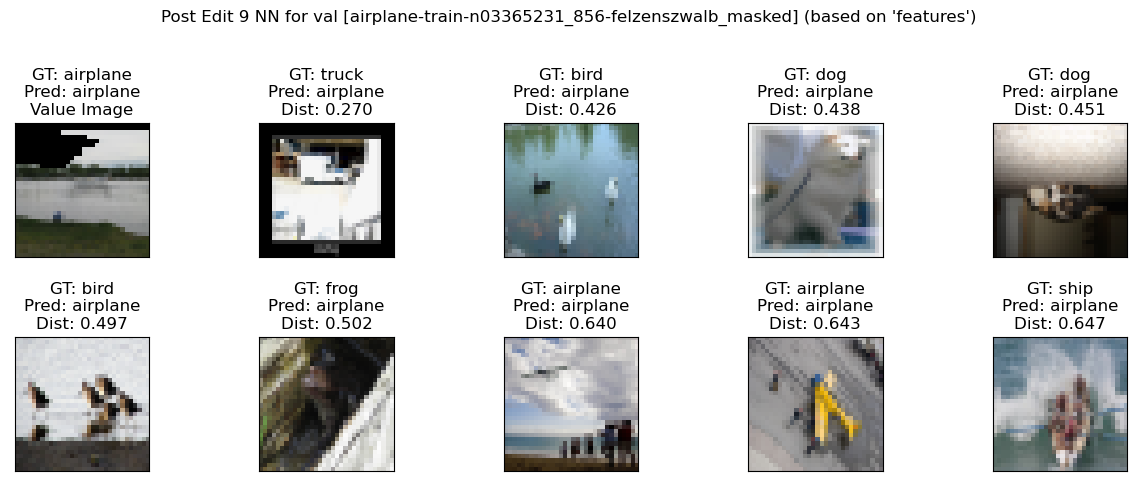 Post Edit 9 NN for val [airplane-train-n03365231_856-felzenszwalb_masked] (based on 'features')
GT: airplane
Pred: airplane
Value Image
GT: truck
Pred: airplane
Dist: 0.270
GT: bird
Pred: airplane
Dist: 0.426
GT: dog
Pred: airplane
Dist: 0.438
GT: dog
Pred: airplane
Dist: 0.451
GT: bird
Pred: airplane
Dist: 0.497
GT: frog
Pred: airplane
Dist: 0.502
GT: airplane
Pred: airplane
Dist: 0.640
GT: airplane
Pred: airplane
Dist: 0.643
GT: ship
Pred: airplane
Dist: 0.647